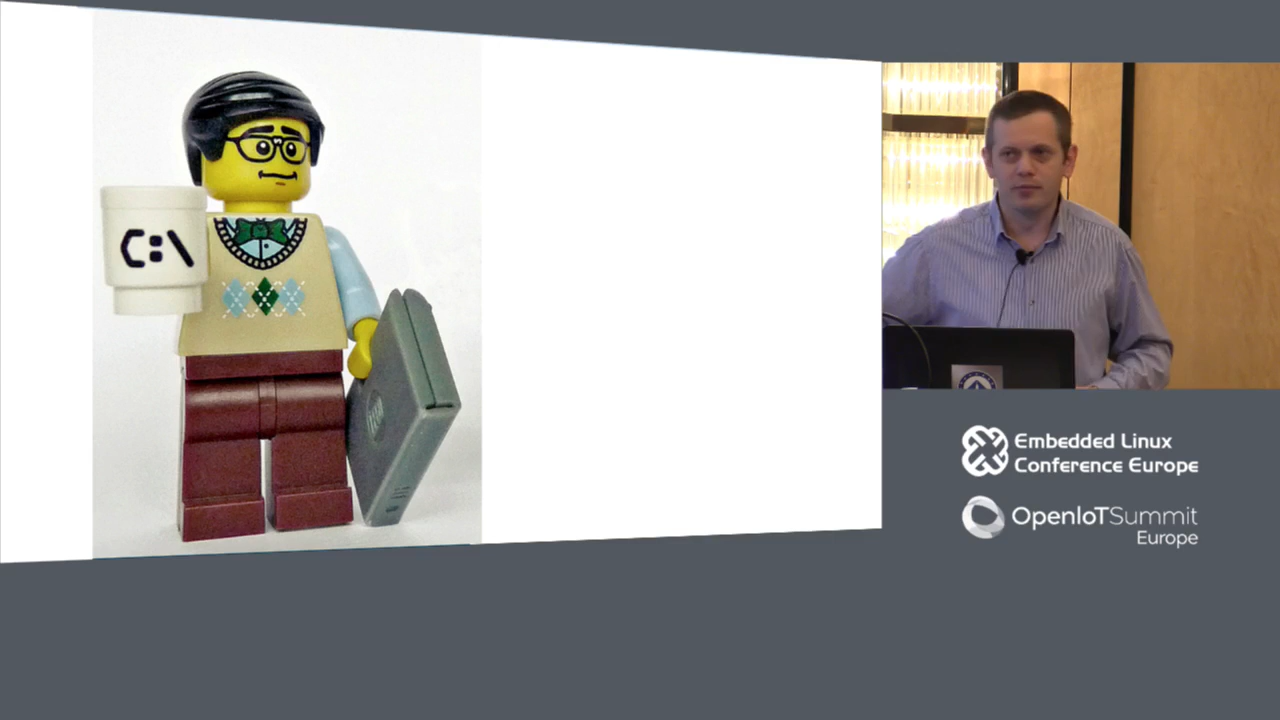 C:\
Embedded Linux
Conference Europe
OpenIoTSummit
Europe